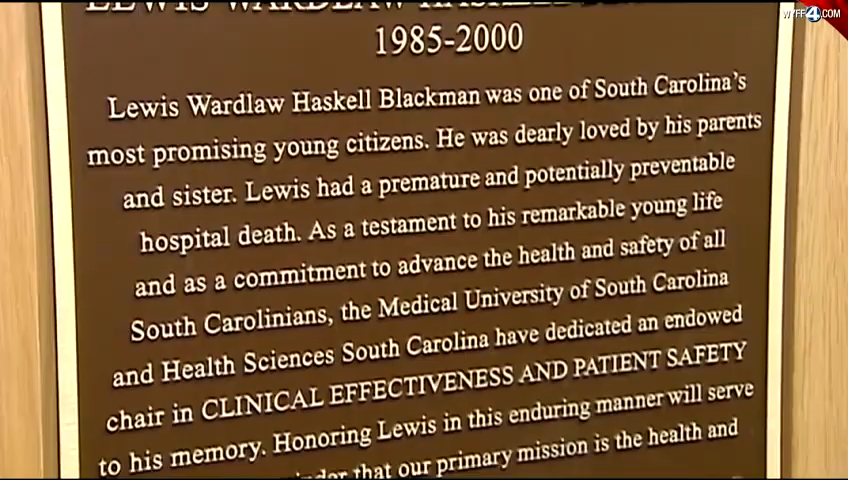 WYFF4.COM
LEWIS WARDLAW HASKELL
1985-2000
Lewis Wardlaw Haskell Blackman was one of South Carolina's
most promising young citizens. He was dearly loved by his parents
and sister. Lewis had a premature and potentially preventable
hospital death. As a testament to his remarkable young life
and as a commitment to advance the health and safety of all
South Carolinians, the Medical University of South Carolina
and Health Sciences South Carolina have dedicated an endowed
chair in CLINICAL EFFECTIVENESS AND PATIENT SAFETY
to his memory. Honoring Lewis in this enduring manner will serve
that our primary mission is the health and